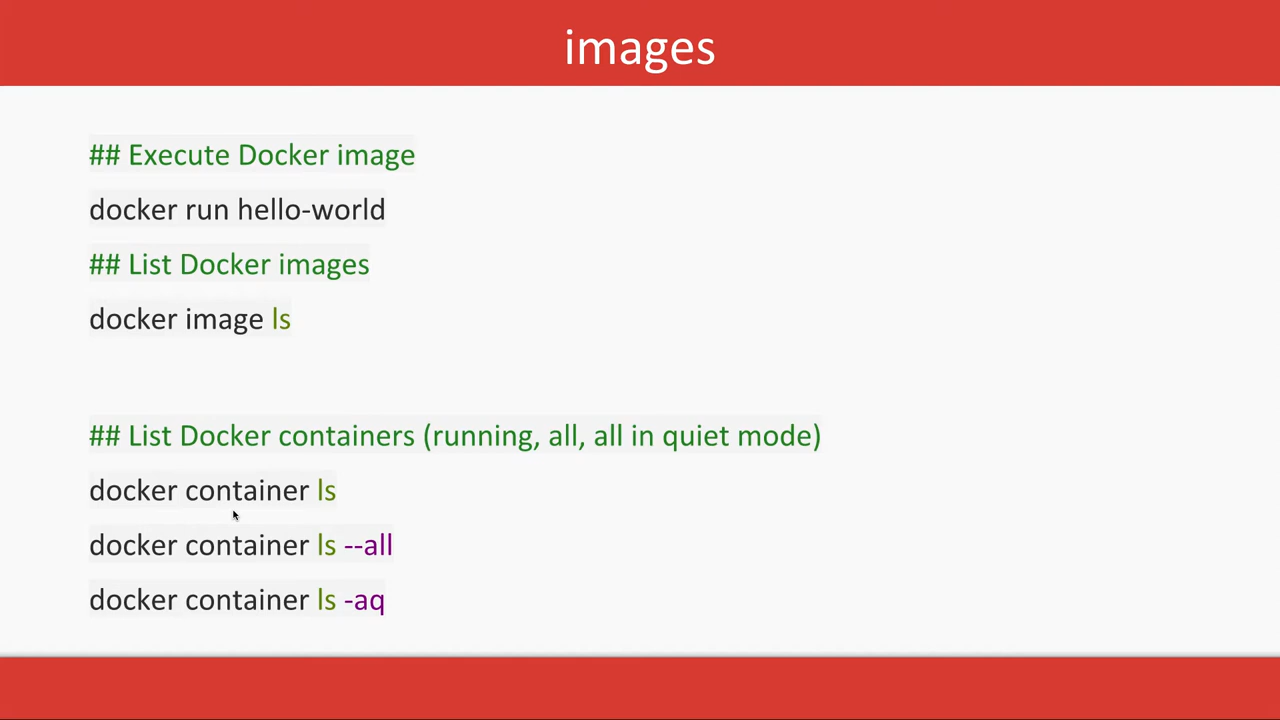 images
## Execute Docker image
docker run hello-world
## List Docker images
docker image ls
## List Docker containers (running, all, all in quiet mode)
docker container ls
docker container ls --all
docker container ls -aq